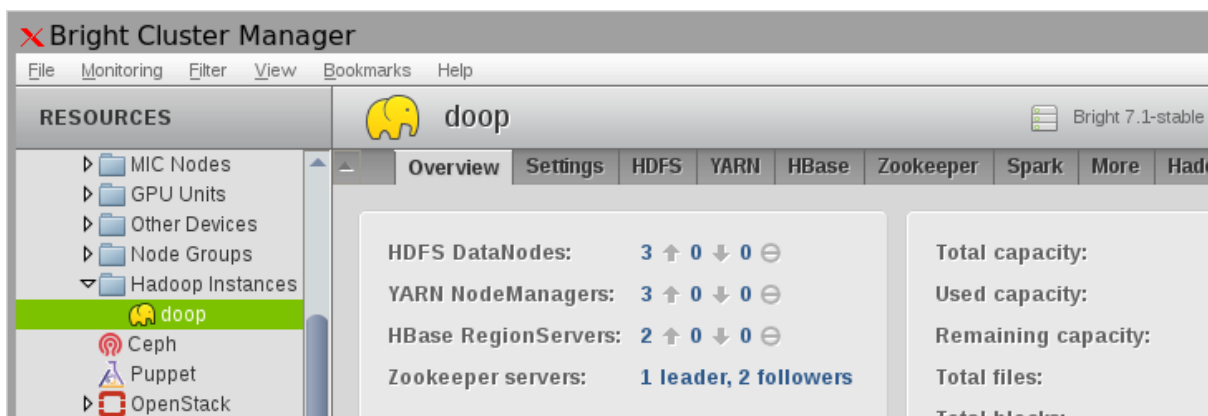 Bright Cluster Manager
File Monitoring Filter View Bookmarks Help
RESOURCES
doop
Bright 7.1-stable
MIC Nodes
GPU Units
Other Devices
Node Groups
Hadoop Instances
doop
Ceph
Puppet
OpenStack
Overview Settings HDFS YARN HBase Zookeeper Spark More
HDFS DataNodes: 3 0 0
YARN NodeManagers: 3 0 0
HBase RegionServers: 2 0 0
Zookeeper servers: 1 leader, 2 followers
Total capacity:
Used capacity:
Remaining capacity:
Total files:
Total blocks: